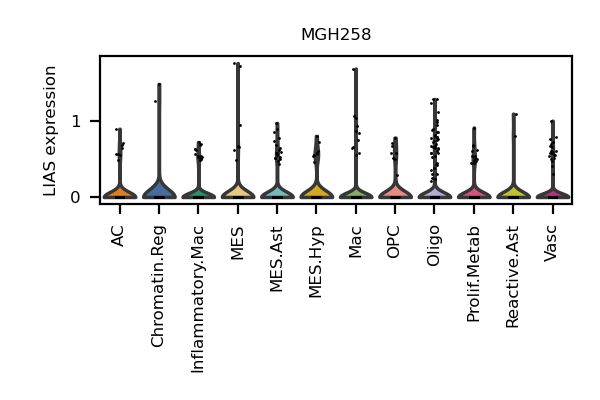 MGH258
LIAS expression
1
0
AC
Chromatin.Reg
Inflammatory.Mac
MES
MES.Ast
MES.Hyp
Mac
OPC
Oligo
Prolif.Metab
Reactive.Ast
Vasc